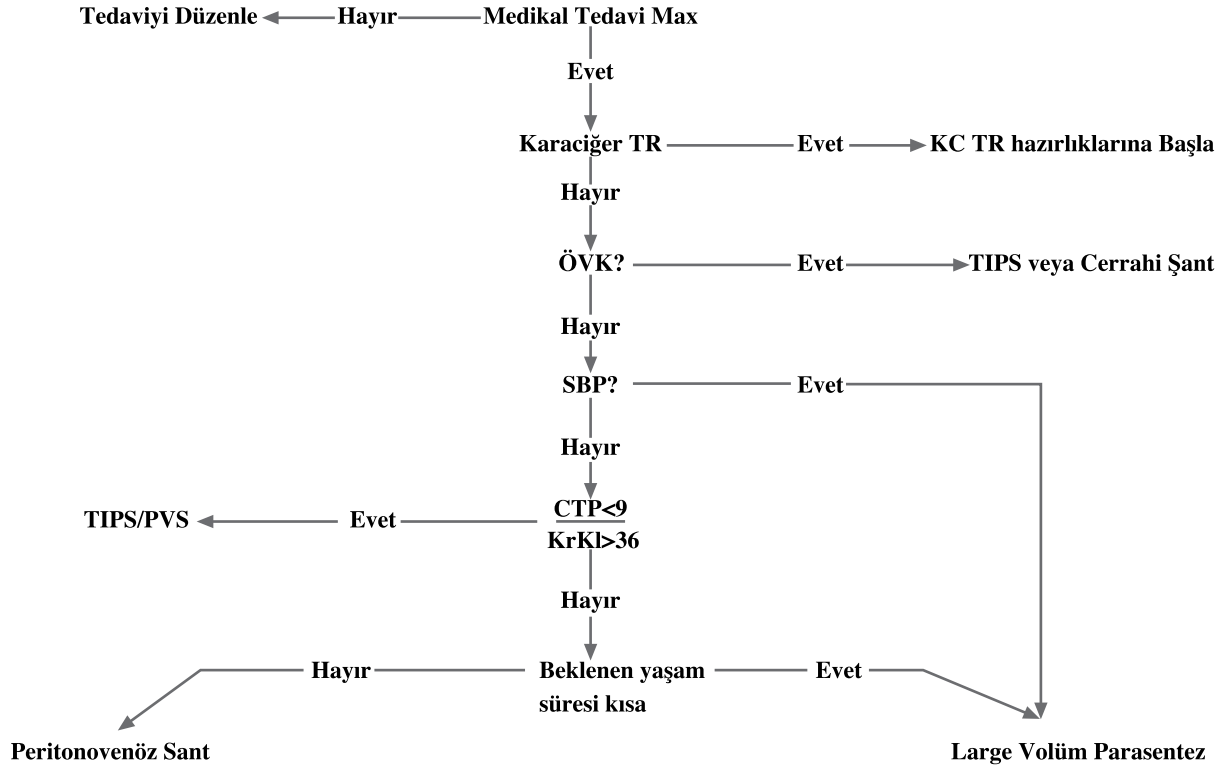 Tedaviyi Düzenle Hayır Medikal Tedavi Max
Evet
Karaciğer TR Evet KC TR hazırlıklarına Başla
Hayır
ÖVK? Evet TIPS veya Cerrahi Şant
Hayır
SBP? Evet
Hayır
CTP<9
TIPS/PVS Evet
KrKl>36
Hayır
Hayır Beklenen yaşam Evet
süresi kısa
Peritonovenöz Sant Large Volüm Parasentez